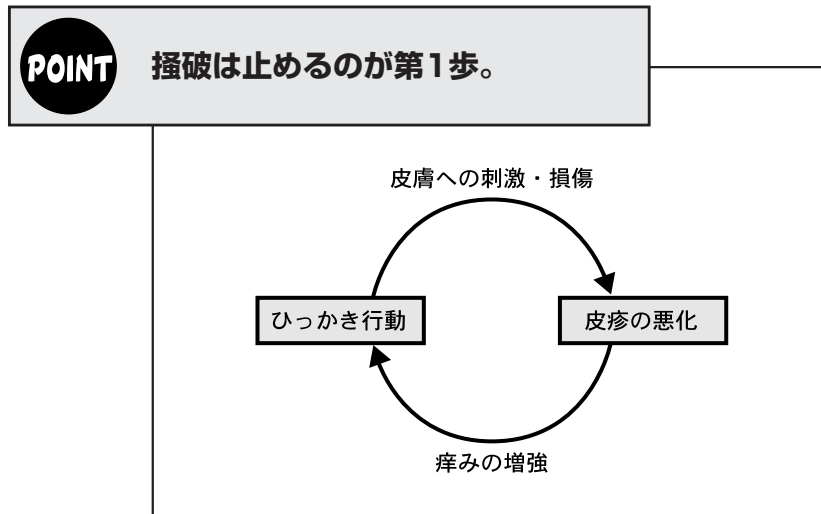 POINT
掻破は止めるのが第1歩。
皮膚への刺激・損傷
ひっかき行動
皮疹の悪化
痒みの増強